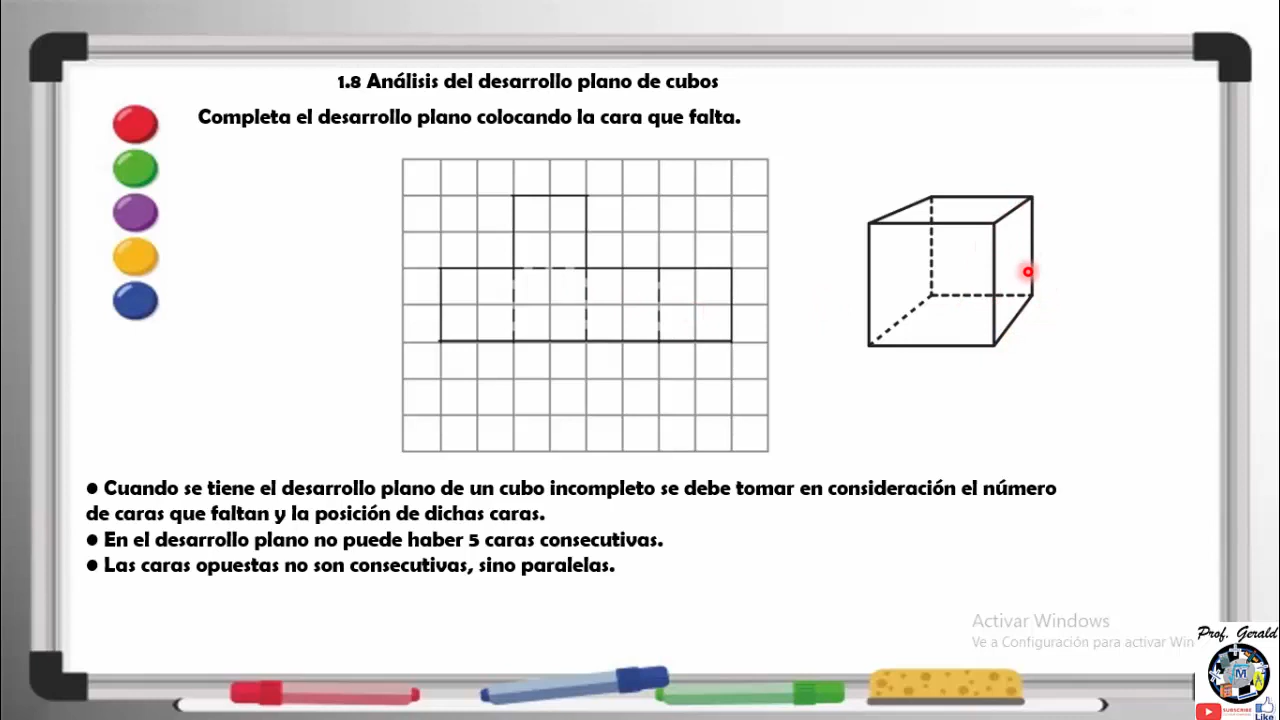 1.8 Análisis del desarrollo plano de cubos
Completa el desarrollo plano colocando la cara que falta.
● Cuando se tiene el desarrollo plano de un cubo incompleto se debe tomar en consideración el número
de caras que faltan y la posición de dichas caras.
● En el desarrollo plano no puede haber 5 caras consecutivas.
● Las caras opuestas no son consecutivas, sino paralelas.
Activar Windows
Ve a Configuración para activar Win
Prof. Gerald
M
SUBSCRIBE
Like